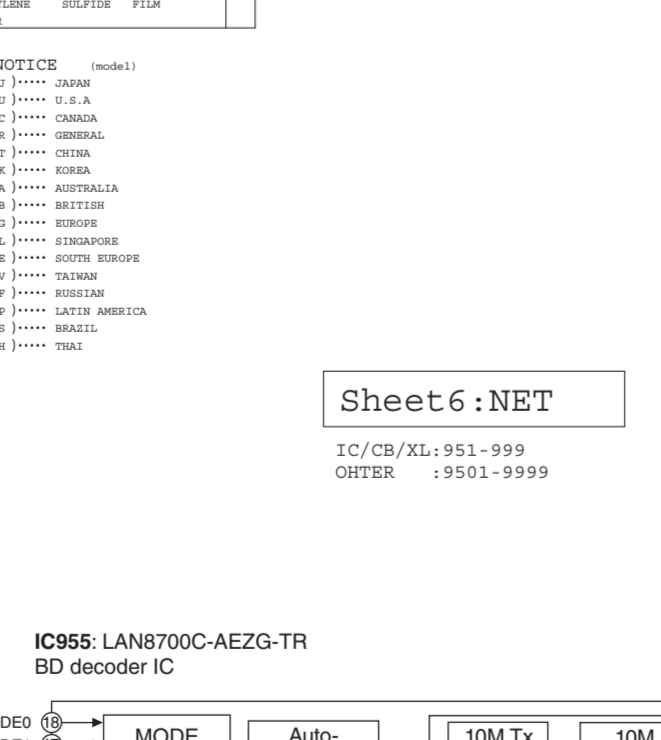 SULFIDE FILM
NOTICE (model)
J )····· JAPAN
U )····· U.S.A
C )····· CANADA
R )····· GENERAL
T )····· CHINA
K )····· KOREA
A )····· AUSTRALIA
B )····· BRITISH
G )····· EUROPE
L )····· SINGAPORE
E )····· SOUTH EUROPE
V )····· TAIWAN
F )····· RUSSIAN
P )····· LATIN AMERICA
S )····· BRAZIL
H )····· THAI
Sheet6:NET
IC/CB/XL:951-999
OHTER :9501-9999
IC955: LAN8700C-AEZG-TR
BD decoder IC
DE0 18
MODE
Auto-
10M Tx
10M